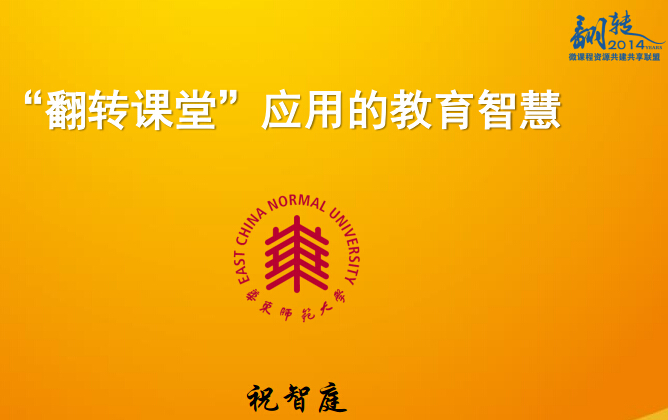 翻转
2014 YEARS
微课程资源共建共享联盟
“翻转课堂”应用的教育智慧
EAST CHINA NORMAL UNIVERSITY
華東師範大學
祝智庭